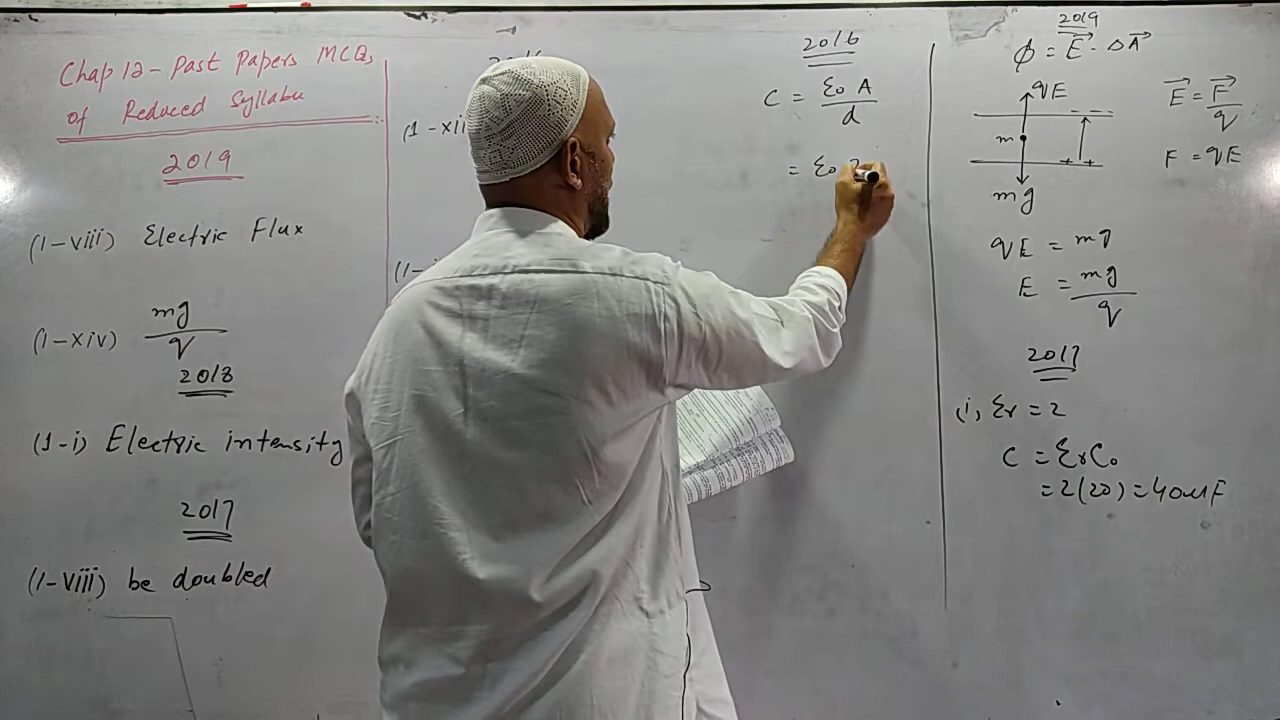 Chap 12 - Past Papers MCQs
of Reduced Syllabu
2019
(1-viii) Electric Flux
(1-xiv) mg/q
2018
(1-i) Electric intensity
2017
(1-viii) be doubled
(1-xii
(1-
2016
C = ε₀ A / d
= ε₀
2019
ϕ = E⃗ · ΔA⃗
qE
m
mg
E⃗ = F⃗/q
F = qE
qE = mg
E = mg/q
2017
(i) εr = 2
C = εrC₀
= 2(20) = 40μF